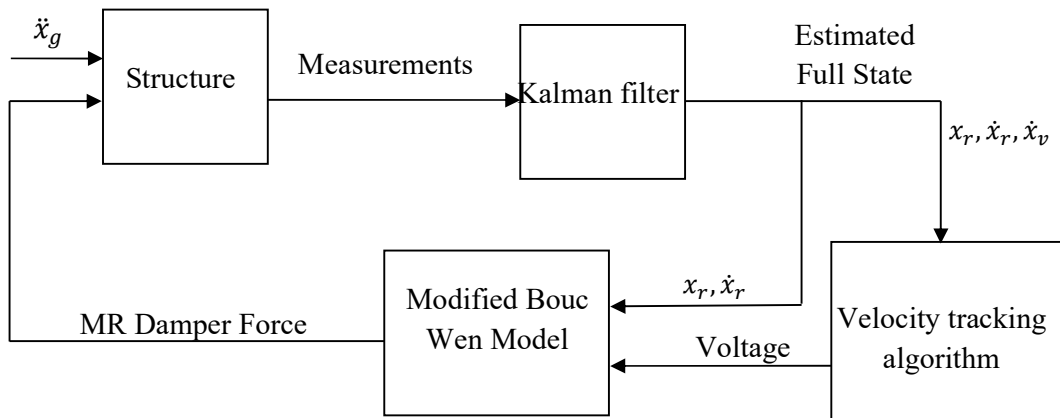 ẍ_g
Structure
Measurements
Kalman filter
Estimated
Full State
x_r, ẋ_r, ẋ_v
Modified Bouc
Wen Model
x_r, ẋ_r
Voltage
Velocity tracking
algorithm
MR Damper Force